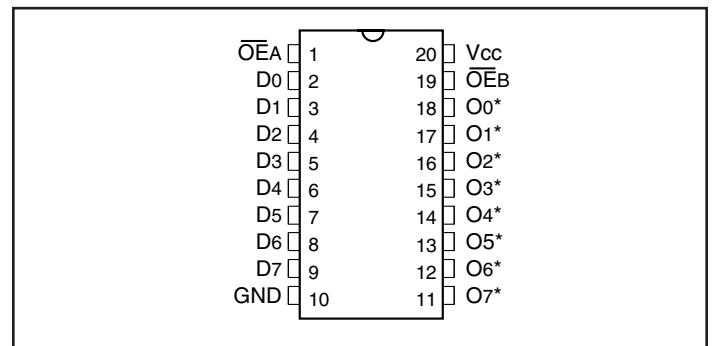 O̅E̅A 1 20 Vcc
D0 2 19 O̅E̅B
D1 3 18 O0*
D2 4 17 O1*
D3 5 16 O2*
D4 6 15 O3*
D5 7 14 O4*
D6 8 13 O5*
D7 9 12 O6*
GND 10 11 O7*